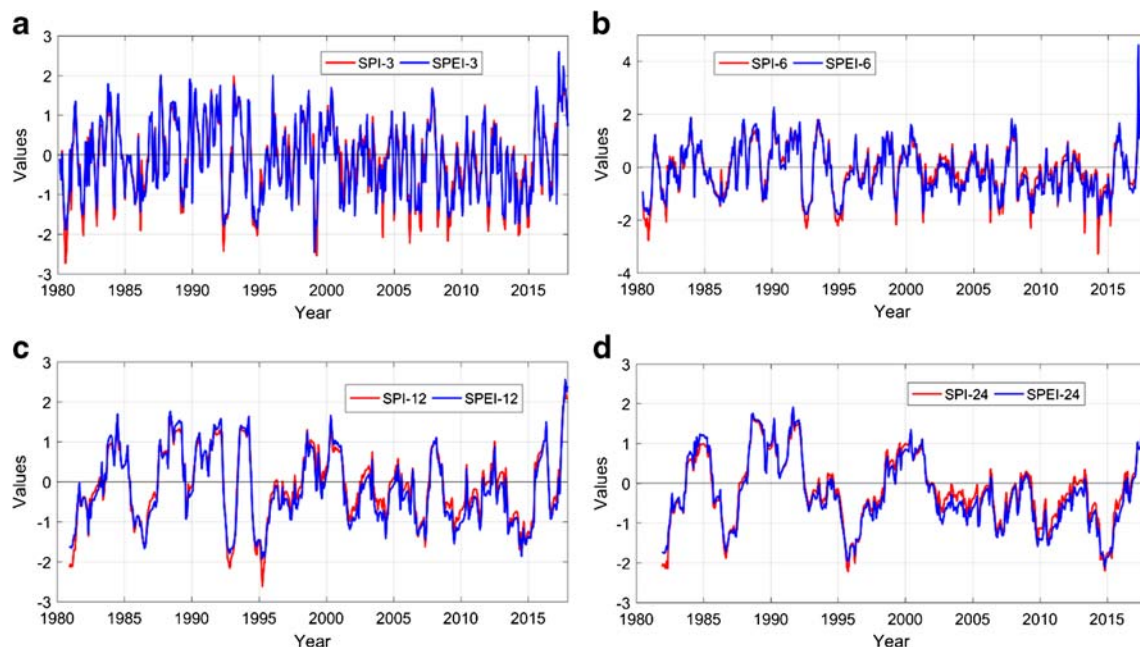 a
3
2
1
0
-1
-2
-3
Values
SPI-3 SPEI-3
1980 1985 1990 1995 2000 2005 2010 2015
Year
b
4
2
0
-2
-4
Values
SPI-6 SPEI-6
1980 1985 1990 1995 2000 2005 2010 2015
Year
c
3
2
1
0
-1
-2
-3
Values
SPI-12 SPEI-12
1980 1985 1990 1995 2000 2005 2010 2015
Year
d
3
2
1
0
-1
-2
-3
Values
SPI-24 SPEI-24
1980 1985 1990 1995 2000 2005 2010 2015
Year